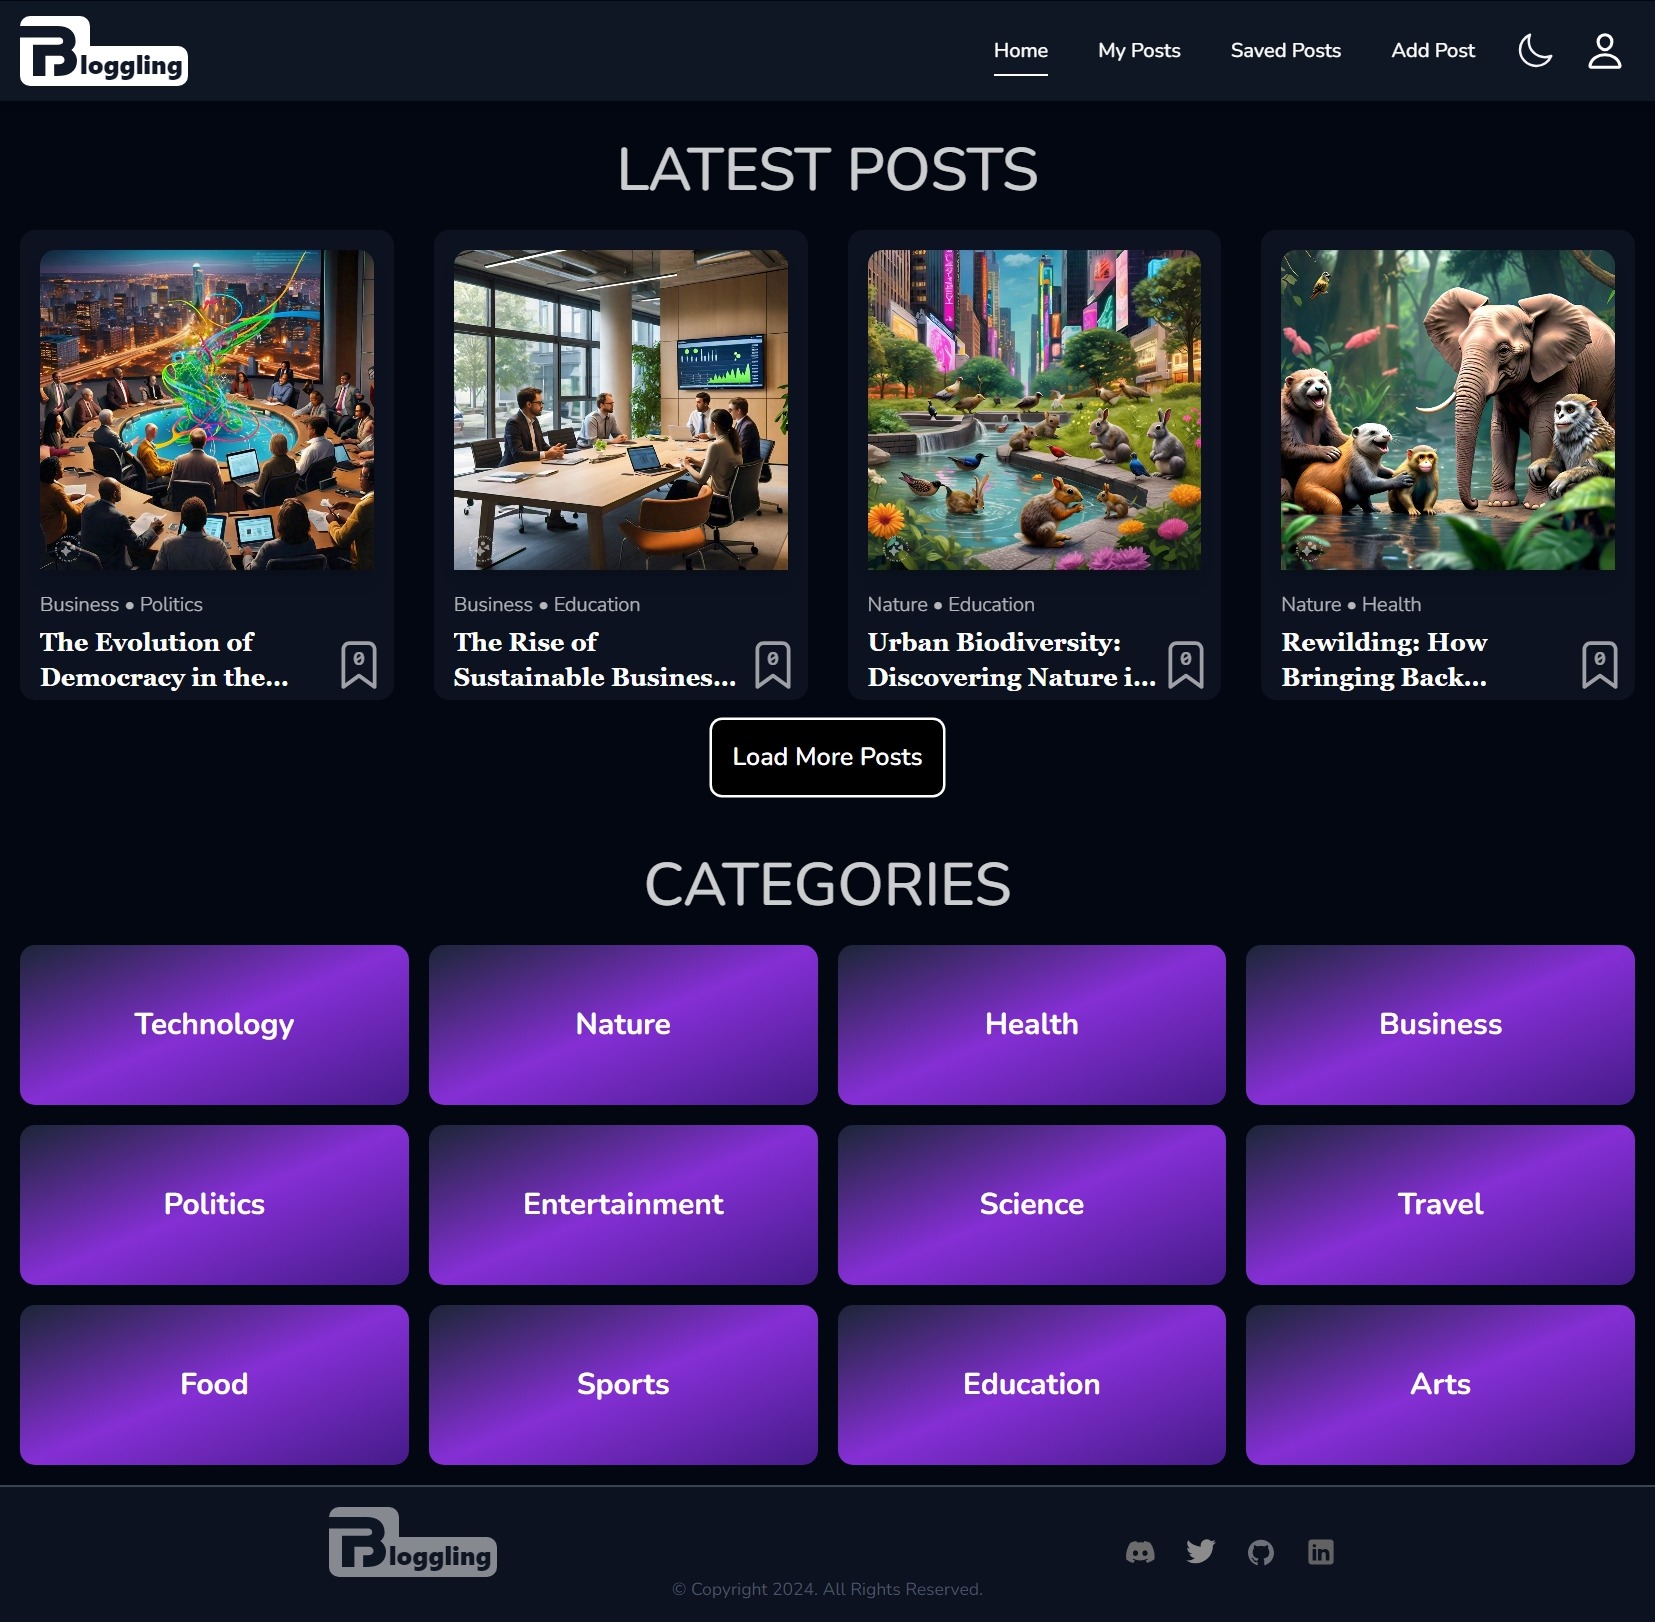 Bloggling
Home My Posts Saved Posts Add Post
LATEST POSTS
Business • Politics
The Evolution of
Democracy in the...
0
Business • Education
The Rise of
Sustainable Busines...
0
Nature • Education
Urban Biodiversity:
Discovering Nature i...
0
Nature • Health
Rewilding: How
Bringing Back...
0
Load More Posts
CATEGORIES
Technology
Nature
Health
Business
Politics
Entertainment
Science
Travel
Food
Sports
Education
Arts
Bloggling
in
© Copyright 2024. All Rights Reserved.